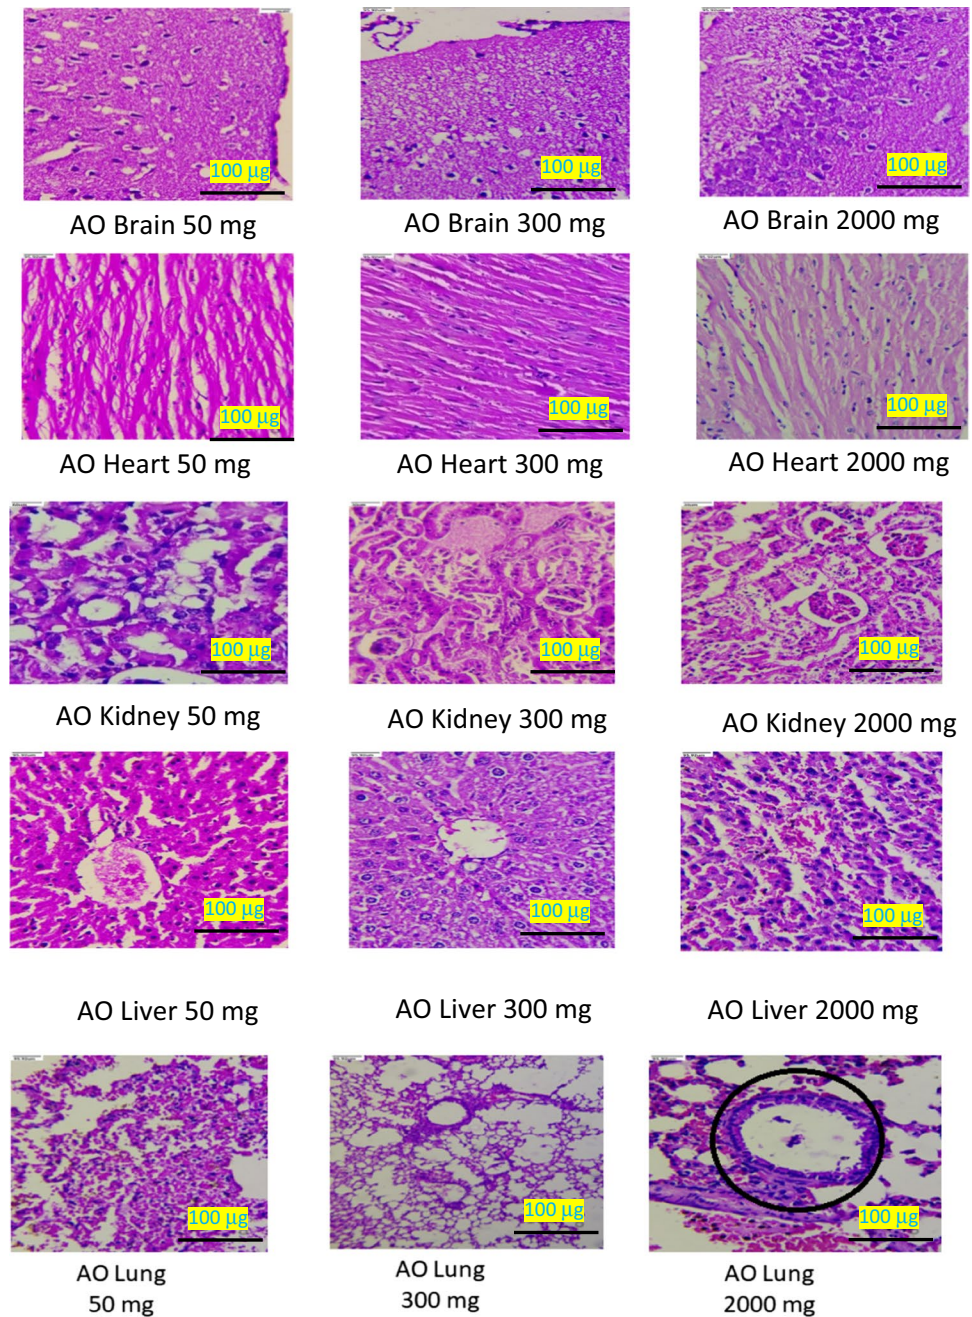 100 µg
100 µg
100 µg
AO Brain 50 mg
AO Brain 300 mg
AO Brain 2000 mg
100 µg
100 µg
100 µg
AO Heart 50 mg
AO Heart 300 mg
AO Heart 2000 mg
100 µg
100 µg
100 µg
AO Kidney 50 mg
AO Kidney 300 mg
AO Kidney 2000 mg
100 µg
100 µg
100 µg
AO Liver 50 mg
AO Liver 300 mg
AO Liver 2000 mg
100 µg
100 µg
100 µg
AO Lung
50 mg
AO Lung
300 mg
AO Lung
2000 mg